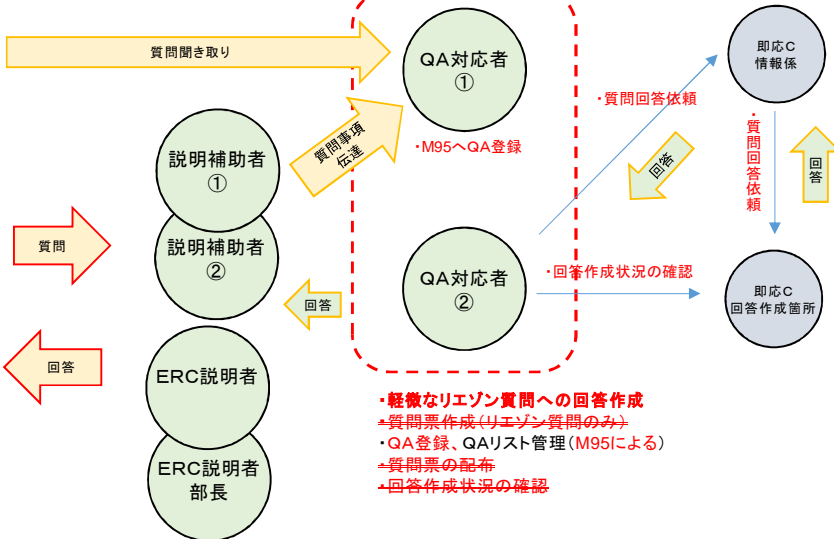 質問聞き取り
QA対応者
①
・M95へQA登録
質問事項
伝達
説明補助者
①
説明補助者
②
質問
回答
ERC説明者
ERC説明者
部長
回答
QA対応者
②
・質問回答依頼
回答
・回答作成状況の確認
即応C
情報係
・質問回答依頼
回答
即応C
回答作成箇所
・軽微なリエゾン質問への回答作成
・質問票作成(リエゾン質問のみ)
・QA登録、QAリスト管理(M95による)
・質問票の配布
・回答作成状況の確認